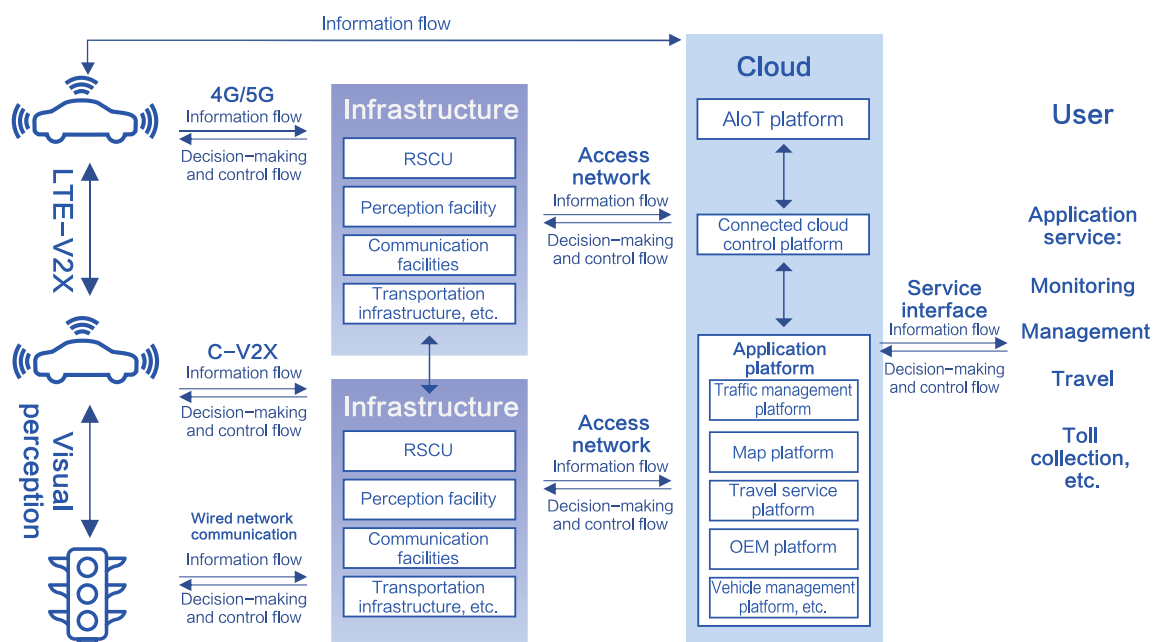 Information flow
4G/5G
Information flow
Decision-making
and control flow
LTE-V2X
C-V2X
Information flow
Decision-making
and control flow
Visual
perception
Wired network
communication
Information flow
Decision-making
and control flow
Infrastructure
RSCU
Perception facility
Communication
facilities
Transportation
infrastructure, etc.
Infrastructure
RSCU
Perception facility
Communication
facilities
Transportation
infrastructure, etc.
Access
network
Information flow
Decision-making
and control flow
Access
network
Information flow
Decision-making
and control flow
Cloud
AIoT platform
Connected cloud
control platform
Application
platform
Traffic management
platform
Map platform
Travel service
platform
OEM platform
Vehicle management
platform, etc.
Service
interface
Information flow
Decision-making
and control flow
User
Application
service:
Monitoring
Management
Travel
Toll
collection,
etc.